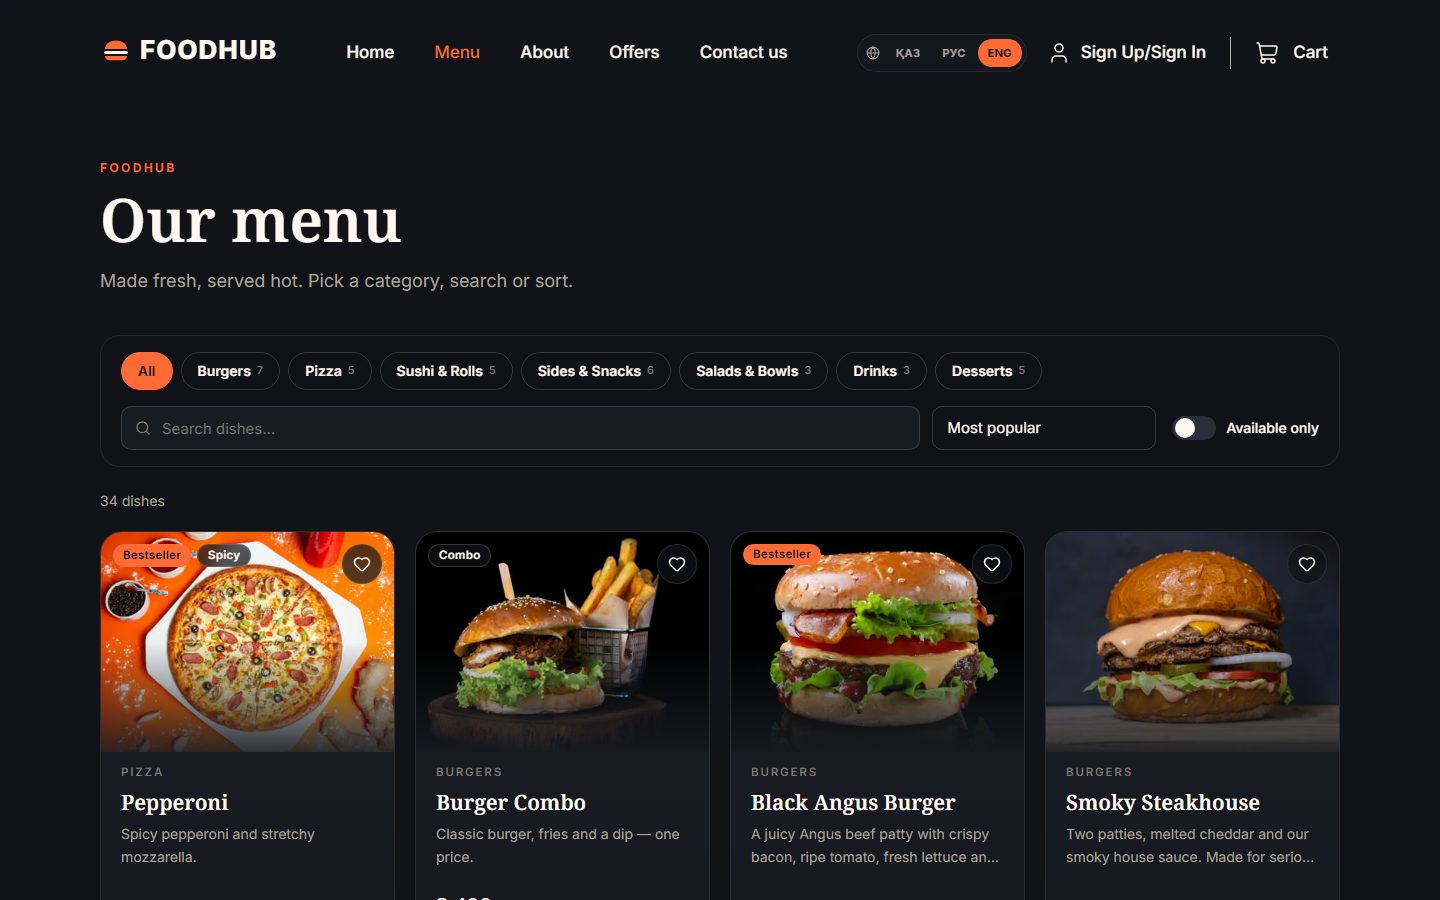 FOODHUB
Home
Menu
About
Offers
Contact us
ҚАЗ
РУС
ENG
Sign Up/Sign In
Cart
FOODHUB
Our menu
Made fresh, served hot. Pick a category, search or sort.
All
Burgers 7
Pizza 5
Sushi & Rolls 5
Sides & Snacks 6
Salads & Bowls 3
Drinks 3
Desserts 5
Search dishes...
Most popular
Available only
34 dishes
Bestseller
Spicy
PIZZA
Pepperoni
Spicy pepperoni and stretchy
mozzarella.
Combo
BURGERS
Burger Combo
Classic burger, fries and a dip — one
price.
Bestseller
BURGERS
Black Angus Burger
A juicy Angus beef patty with crispy
bacon, ripe tomato, fresh lettuce an...
BURGERS
Smoky Steakhouse
Two patties, melted cheddar and our
smoky house sauce. Made for serio...